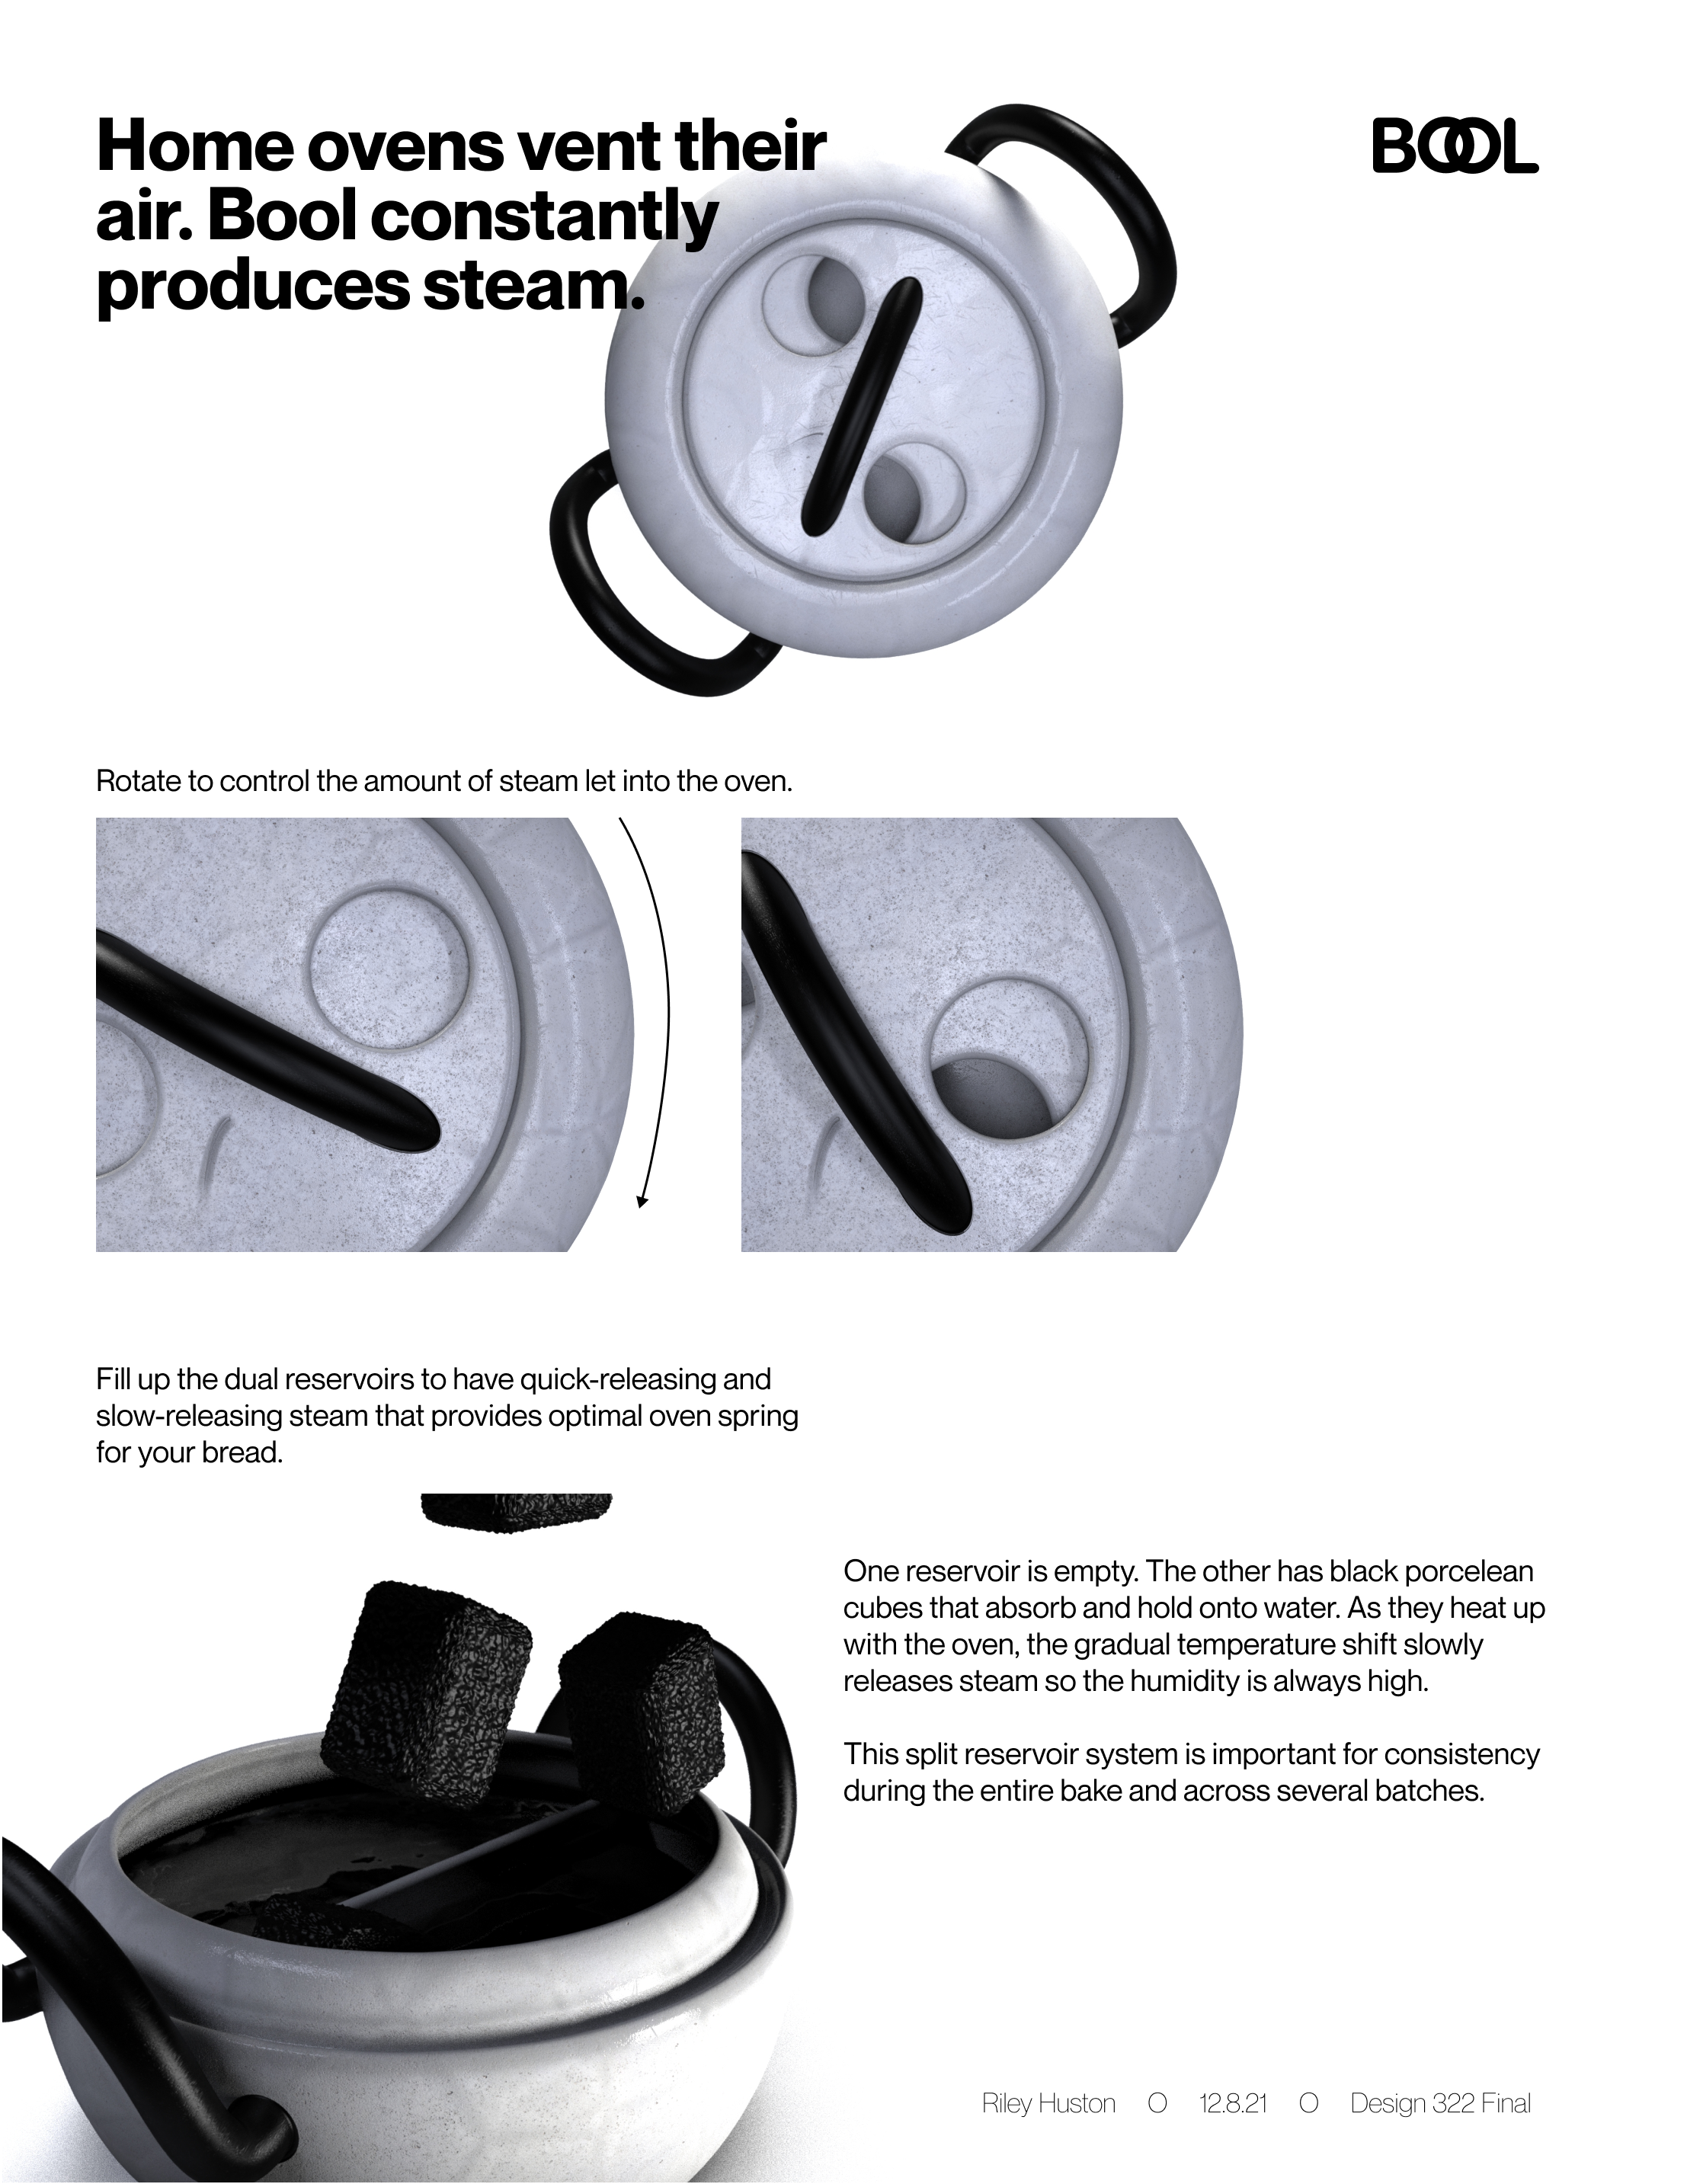 Home ovens vent their
air. Bool constantly
produces steam.
BOOL
Rotate to control the amount of steam let into the oven.
Fill up the dual reservoirs to have quick-releasing and
slow-releasing steam that provides optimal oven spring
for your bread.
One reservoir is empty. The other has black porcelean
cubes that absorb and hold onto water. As they heat up
with the oven, the gradual temperature shift slowly
releases steam so the humidity is always high.
This split reservoir system is important for consistency
during the entire bake and across several batches.
Riley Huston O 12.8.21 O Design 322 Final